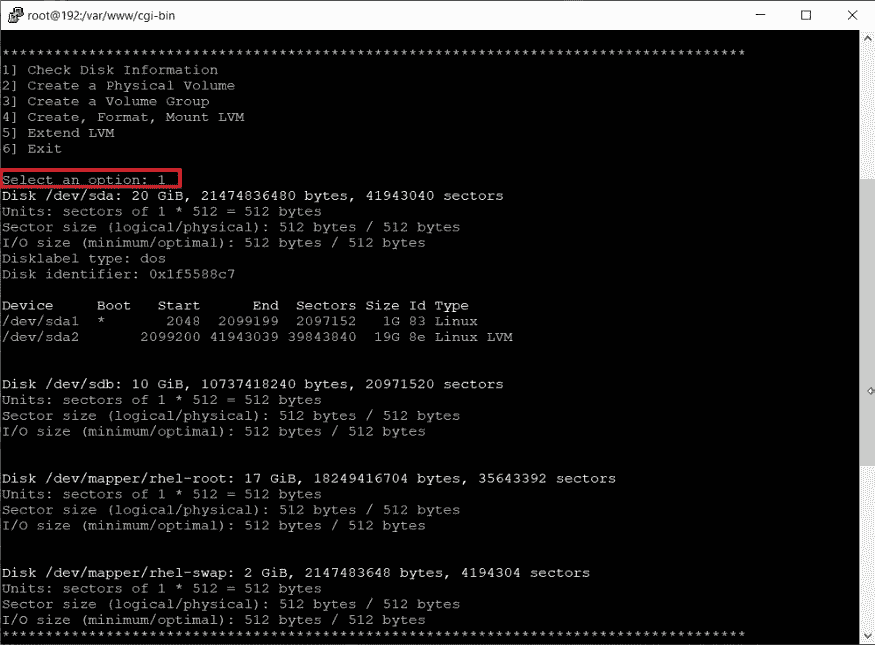 root@192:/var/www/cgi-bin
**************************************************************************************
1] Check Disk Information
2] Create a Physical Volume
3] Create a Volume Group
4] Create, Format, Mount LVM
5] Extend LVM
6] Exit
Select an option: 1
Disk /dev/sda: 20 GiB, 21474836480 bytes, 41943040 sectors
Units: sectors of 1 * 512 = 512 bytes
Sector size (logical/physical): 512 bytes / 512 bytes
I/O size (minimum/optimal): 512 bytes / 512 bytes
Disklabel type: dos
Disk identifier: 0x1f5588c7
Device     Boot   Start      End  Sectors Size Id Type
/dev/sda1  *       2048  2099199  2097152   1G 83 Linux
/dev/sda2       2099200 41943039 39843840  19G 8e Linux LVM
Disk /dev/sdb: 10 GiB, 10737418240 bytes, 20971520 sectors
Units: sectors of 1 * 512 = 512 bytes
Sector size (logical/physical): 512 bytes / 512 bytes
I/O size (minimum/optimal): 512 bytes / 512 bytes
Disk /dev/mapper/rhel-root: 17 GiB, 18249416704 bytes, 35643392 sectors
Units: sectors of 1 * 512 = 512 bytes
Sector size (logical/physical): 512 bytes / 512 bytes
I/O size (minimum/optimal): 512 bytes / 512 bytes
Disk /dev/mapper/rhel-swap: 2 GiB, 2147483648 bytes, 4194304 sectors
Units: sectors of 1 * 512 = 512 bytes
Sector size (logical/physical): 512 bytes / 512 bytes
I/O size (minimum/optimal): 512 bytes / 512 bytes
**************************************************************************************